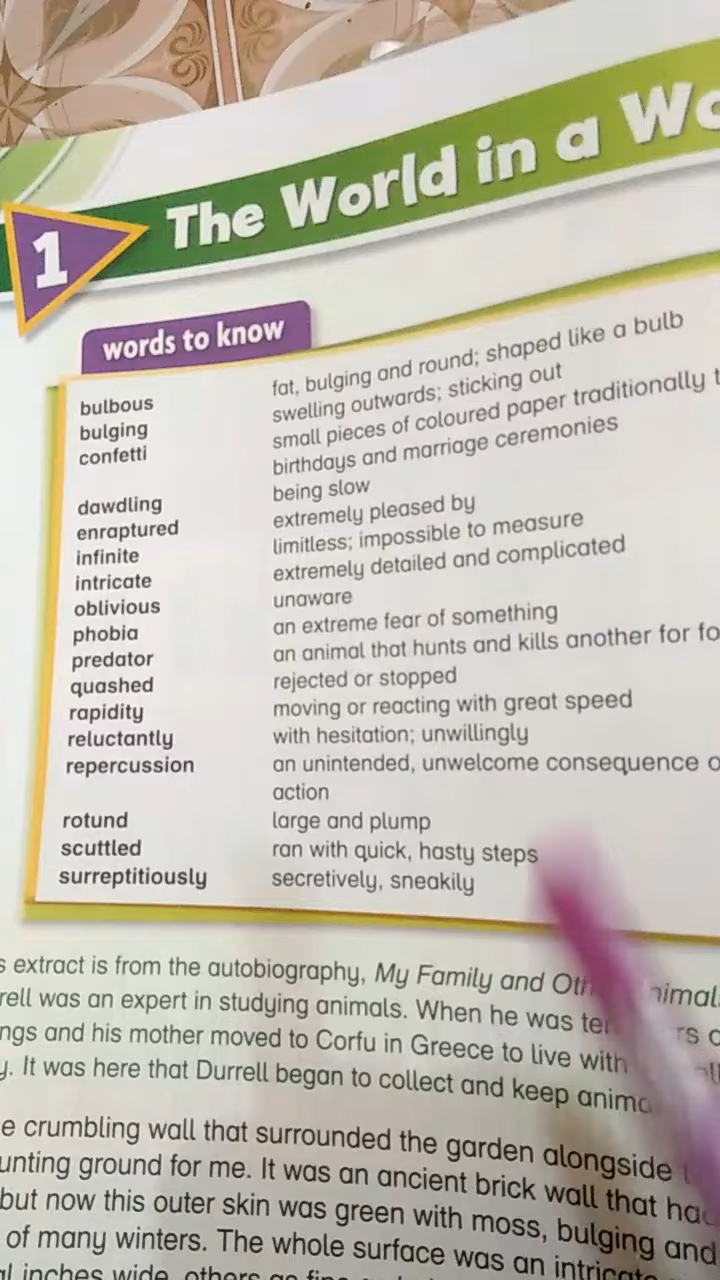 1 The World in a
words to know
bulbous fat, bulging and round; shaped like a bulb
bulging swelling outwards; sticking out
confetti small pieces of coloured paper traditionally
birthdays and marriage ceremonies
dawdling being slow
enraptured extremely pleased by
infinite limitless; impossible to measure
intricate extremely detailed and complicated
oblivious unaware
phobia an extreme fear of something
predator an animal that hunts and kills another for
quashed rejected or stopped
rapidity moving or reacting with great speed
reluctantly with hesitation; unwillingly
repercussion an unintended, unwelcome consequence
action
rotund large and plump
scuttled ran with quick, hasty steps
surreptitiously secretively, sneakily
extract is from the autobiography, My Family and
was an expert in studying animals. When he was
and his mother moved to Corfu in Greece to live with
It was here that Durrell began to collect and keep
crumbling wall that surrounded the garden alongside
ground for me. It was an ancient brick wall that
but now this outer skin was green with moss, bulging and
of many winters. The whole surface was an
inches wide, others